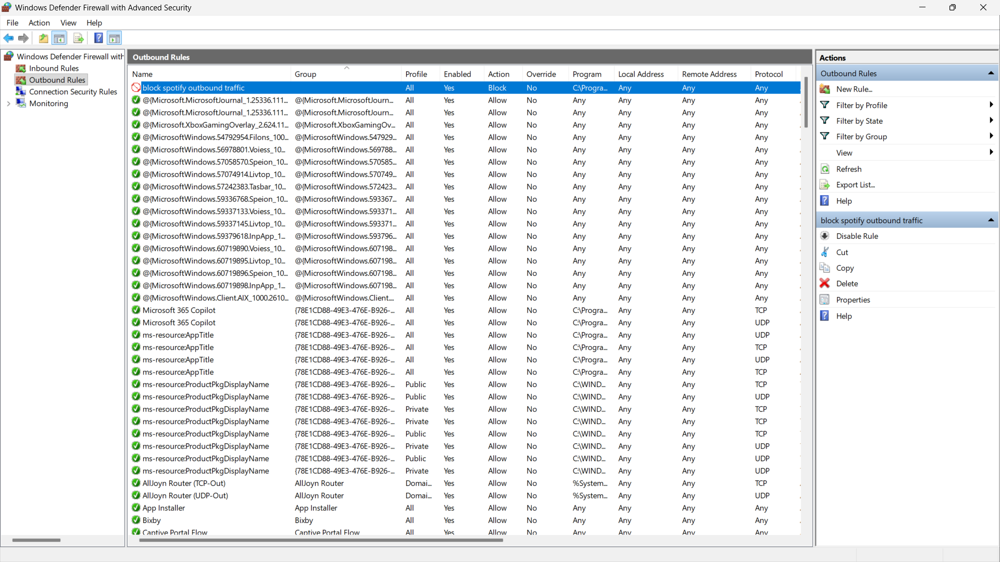 Windows Defender Firewall with Advanced Security
File Action View Help
Windows Defender Firewall with
Inbound Rules
Outbound Rules
Connection Security Rules
Monitoring
Outbound Rules
Name Group Profile Enabled Action Override Program Local Address Remote Address Protocol
block spotify outbound traffic All Yes Block No C:\Progra... Any Any Any
@{Microsoft.MicrosoftJournal_1.25336.111... @{Microsoft.MicrosoftJourn... All Yes Allow No Any Any Any Any
@{Microsoft.MicrosoftJournal_1.25336.111... @{Microsoft.MicrosoftJourn... All Yes Allow No Any Any Any Any
@{Microsoft.XboxGamingOverlay_2.624.11... @{Microsoft.XboxGamingOv... All Yes Allow No Any Any Any Any
@{MicrosoftWindows.54792954.Filons_100... @{MicrosoftWindows.547929... All Yes Allow No Any Any Any Any
@{MicrosoftWindows.56978801.Voiess_10... @{MicrosoftWindows.569788... All Yes Allow No Any Any Any Any
@{MicrosoftWindows.57058570.Speion_10... @{MicrosoftWindows.570585... All Yes Allow No Any Any Any Any
@{MicrosoftWindows.57074914.Livtop_10... @{MicrosoftWindows.570749... All Yes Allow No Any Any Any Any
@{MicrosoftWindows.57242383.Tasbar_10... @{MicrosoftWindows.572423... All Yes Allow No Any Any Any Any
@{MicrosoftWindows.59336768.Speion_10... @{MicrosoftWindows.593367... All Yes Allow No Any Any Any Any
@{MicrosoftWindows.59337133.Voiess_10... @{MicrosoftWindows.593371... All Yes Allow No Any Any Any Any
@{MicrosoftWindows.59337145.Livtop_10... @{MicrosoftWindows.593371... All Yes Allow No Any Any Any Any
@{MicrosoftWindows.59379618.InpApp_1... @{MicrosoftWindows.593796... All Yes Allow No Any Any Any Any
@{MicrosoftWindows.60719890.Voiess_10... @{MicrosoftWindows.607198... All Yes Allow No Any Any Any Any
@{MicrosoftWindows.60719895.Livtop_10... @{MicrosoftWindows.607198... All Yes Allow No Any Any Any Any
@{MicrosoftWindows.60719896.Speion_10... @{MicrosoftWindows.607198... All Yes Allow No Any Any Any Any
@{MicrosoftWindows.60719898.InpApp_1... @{MicrosoftWindows.607198... All Yes Allow No Any Any Any Any
@{MicrosoftWindows.Client.AIX_1000.2610... @{MicrosoftWindows.Client.... All Yes Allow No Any Any Any Any
Microsoft 365 Copilot {78E1CD88-49E3-476E-B926-... All Yes Allow No C:\Progra... Any Any TCP
Microsoft 365 Copilot {78E1CD88-49E3-476E-B926-... All Yes Allow No C:\Progra... Any Any UDP
ms-resource:AppTitle {78E1CD88-49E3-476E-B926-... All Yes Allow No C:\Progra... Any Any UDP
ms-resource:AppTitle {78E1CD88-49E3-476E-B926-... All Yes Allow No C:\Progra... Any Any TCP
ms-resource:AppTitle {78E1CD88-49E3-476E-B926-... All Yes Allow No C:\Progra... Any Any UDP
ms-resource:AppTitle {78E1CD88-49E3-476E-B926-... All Yes Allow No C:\Progra... Any Any TCP
ms-resource:ProductPkgDisplayName {78E1CD88-49E3-476E-B926-... Public Yes Allow No C:\WIND... Any Any TCP
ms-resource:ProductPkgDisplayName {78E1CD88-49E3-476E-B926-... Public Yes Allow No C:\WIND... Any Any UDP
ms-resource:ProductPkgDisplayName {78E1CD88-49E3-476E-B926-... Private Yes Allow No C:\WIND... Any Any TCP
ms-resource:ProductPkgDisplayName {78E1CD88-49E3-476E-B926-... Private Yes Allow No C:\WIND... Any Any TCP
ms-resource:ProductPkgDisplayName {78E1CD88-49E3-476E-B926-... Public Yes Allow No C:\WIND... Any Any TCP
ms-resource:ProductPkgDisplayName {78E1CD88-49E3-476E-B926-... Private Yes Allow No C:\WIND... Any Any UDP
ms-resource:ProductPkgDisplayName {78E1CD88-49E3-476E-B926-... Public Yes Allow No C:\WIND... Any Any UDP
ms-resource:ProductPkgDisplayName {78E1CD88-49E3-476E-B926-... Private Yes Allow No C:\WIND... Any Any UDP
AllJoyn Router (TCP-Out) AllJoyn Router Domai... Yes Allow No %System... Any Any TCP
AllJoyn Router (UDP-Out) AllJoyn Router Domai... Yes Allow No %System... Any Any UDP
App Installer App Installer All Yes Allow No Any Any Any Any
Bixby Bixby All Yes Allow No Any Any Any Any
Captive Portal Flow Captive Portal Flow All Yes Allow No Any Any Any Any
Actions
Outbound Rules
New Rule...
Filter by Profile
Filter by State
Filter by Group
View
Refresh
Export List...
Help
block spotify outbound traffic
Disable Rule
Cut
Copy
Delete
Properties
Help